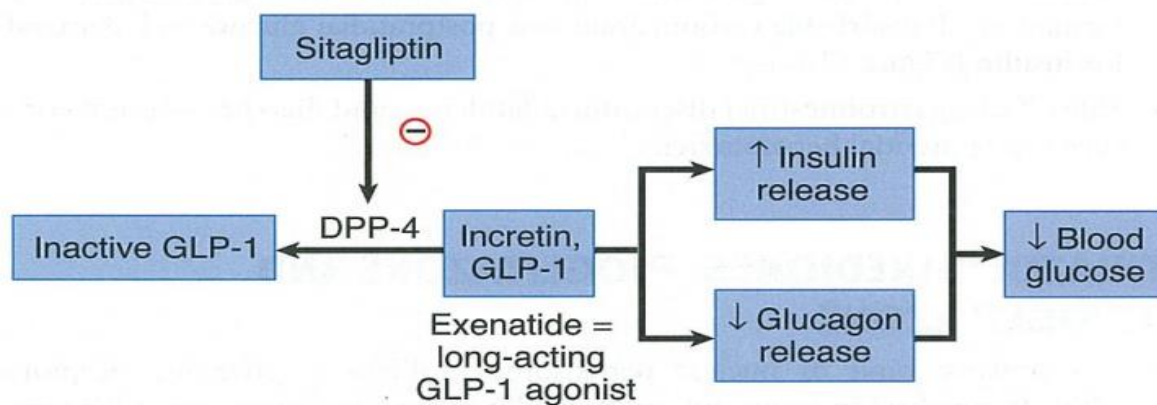 Sitagliptin
−
DPP-4
Inactive GLP-1
Incretin,
GLP-1
Exenatide =
long-acting
GLP-1 agonist
↑ Insulin
release
↓ Glucagon
release
↓ Blood
glucose